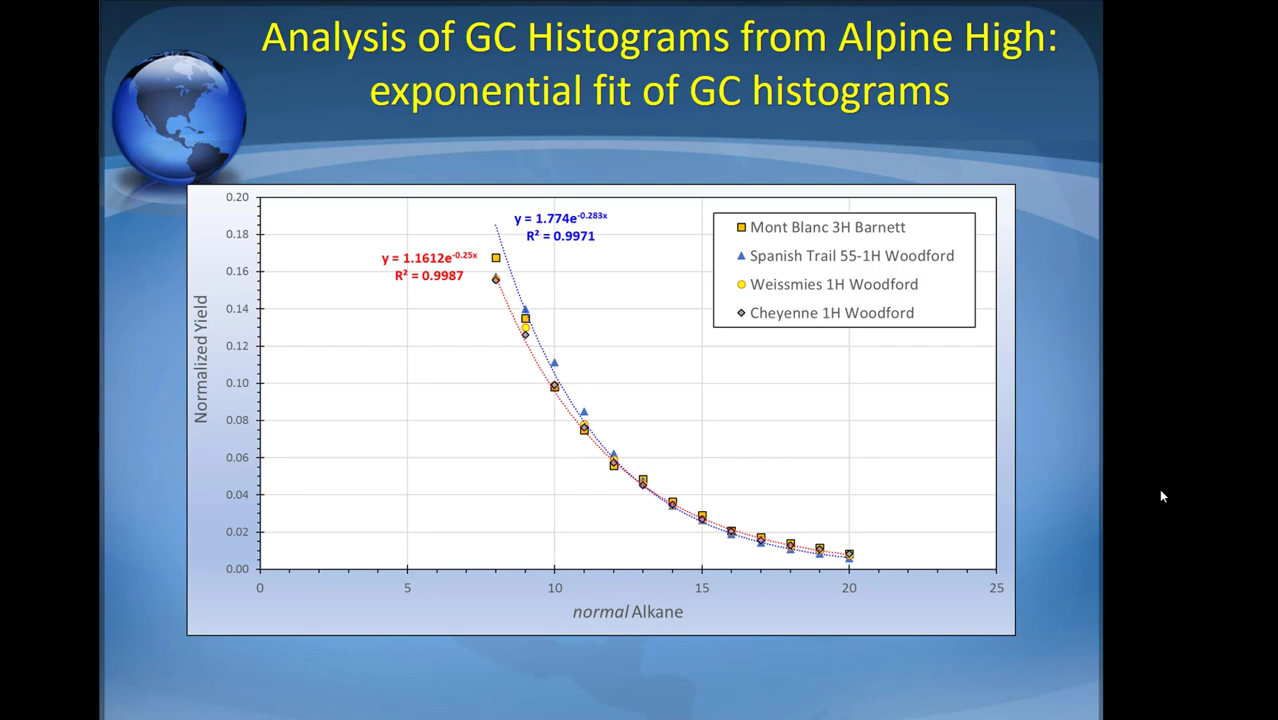 Analysis of GC Histograms from Alpine High:
exponential fit of GC histograms
0.20
0.18
0.16
0.14
0.12
0.10
0.08
0.06
0.04
0.02
0.00
Normalized Yield
y = 1.774e^-0.283x
R² = 0.9971
y = 1.1612e^-0.25x
R² = 0.9987
Mont Blanc 3H Barnett
Spanish Trail 55-1H Woodford
Weissmies 1H Woodford
Cheyenne 1H Woodford
0 5 10 15 20 25
normal Alkane